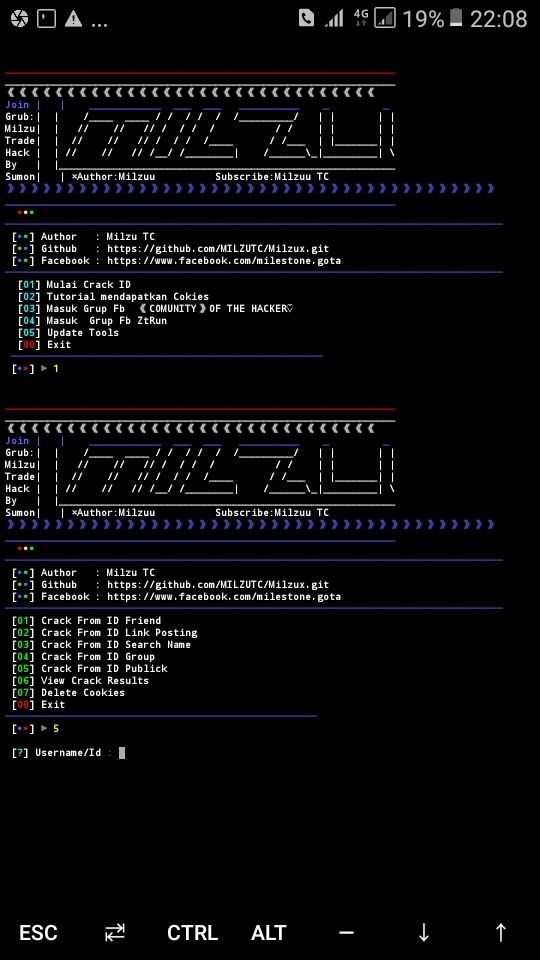 4G 19% 22:08
Join
Grub:
Milzu
Trade
Hack
By
Sumon ×Author:Milzuu Subscribe:Milzuu TC
[••] Author : Milzu TC
[••] Github : https://github.com/MILZUTC/Milzux.git
[••] Facebook : https://www.facebook.com/milestone.gota
[01] Mulai Crack ID
[02] Tutorial mendapatkan Cokies
[03] Masuk Grup Fb 《COMUNITY》OF THE HACKER♡
[04] Masuk Grup Fb ZtRun
[05] Update Tools
[00] Exit
[••] ► 1
Join
Grub:
Milzu
Trade
Hack
By
Sumon ×Author:Milzuu Subscribe:Milzuu TC
[••] Author : Milzu TC
[••] Github : https://github.com/MILZUTC/Milzux.git
[••] Facebook : https://www.facebook.com/milestone.gota
[01] Crack From ID Friend
[02] Crack From ID Link Posting
[03] Crack From ID Search Name
[04] Crack From ID Group
[05] Crack From ID Publick
[06] View Crack Results
[07] Delete Cookies
[00] Exit
[••] ► 5
[?] Username/Id :
ESC ⇄ CTRL ALT — ↓ ↑